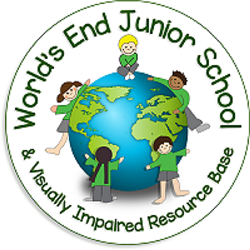 World's End Junior School
& Visually Impaired Resource Base